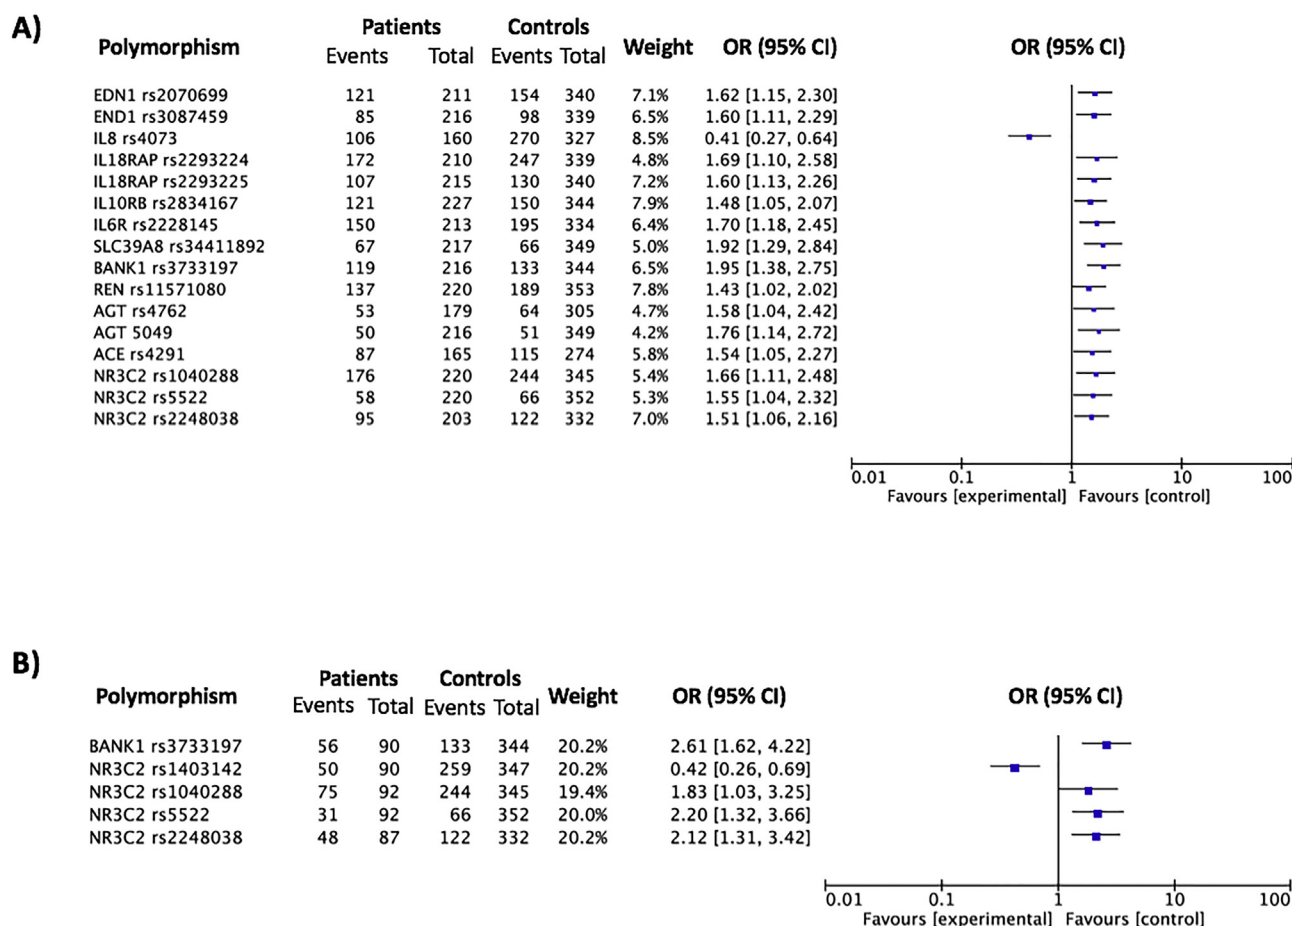 A)
Patients Controls
Polymorphism Events Total Events Total Weight OR (95% CI) OR (95% CI)
EDN1 rs2070699 121 211 154 340 7.1% 1.62 [1.15, 2.30]
END1 rs3087459 85 216 98 339 6.5% 1.60 [1.11, 2.29]
IL8 rs4073 106 160 270 327 8.5% 0.41 [0.27, 0.64]
IL18RAP rs2293224 172 210 247 339 4.8% 1.69 [1.10, 2.58]
IL18RAP rs2293225 107 215 130 340 7.2% 1.60 [1.13, 2.26]
IL10RB rs2834167 121 227 150 344 7.9% 1.48 [1.05, 2.07]
IL6R rs2228145 150 213 195 334 6.4% 1.70 [1.18, 2.45]
SLC39A8 rs34411892 67 217 66 349 5.0% 1.92 [1.29, 2.84]
BANK1 rs3733197 119 216 133 344 6.5% 1.95 [1.38, 2.75]
REN rs11571080 137 220 189 353 7.8% 1.43 [1.02, 2.02]
AGT rs4762 53 179 64 305 4.7% 1.58 [1.04, 2.42]
AGT 5049 50 216 51 349 4.2% 1.76 [1.14, 2.72]
ACE rs4291 87 165 115 274 5.8% 1.54 [1.05, 2.27]
NR3C2 rs1040288 176 220 244 345 5.4% 1.66 [1.11, 2.48]
NR3C2 rs5522 58 220 66 352 5.3% 1.55 [1.04, 2.32]
NR3C2 rs2248038 95 203 122 332 7.0% 1.51 [1.06, 2.16]
0.01 0.1 1 10 100
Favours [experimental] Favours [control]
B)
Patients Controls
Polymorphism Events Total Events Total Weight OR (95% CI) OR (95% CI)
BANK1 rs3733197 56 90 133 344 20.2% 2.61 [1.62, 4.22]
NR3C2 rs1403142 50 90 259 347 20.2% 0.42 [0.26, 0.69]
NR3C2 rs1040288 75 92 244 345 19.4% 1.83 [1.03, 3.25]
NR3C2 rs5522 31 92 66 352 20.0% 2.20 [1.32, 3.66]
NR3C2 rs2248038 48 87 122 332 20.2% 2.12 [1.31, 3.42]
0.01 0.1 1 10 100
Favours [experimental] Favours [control]